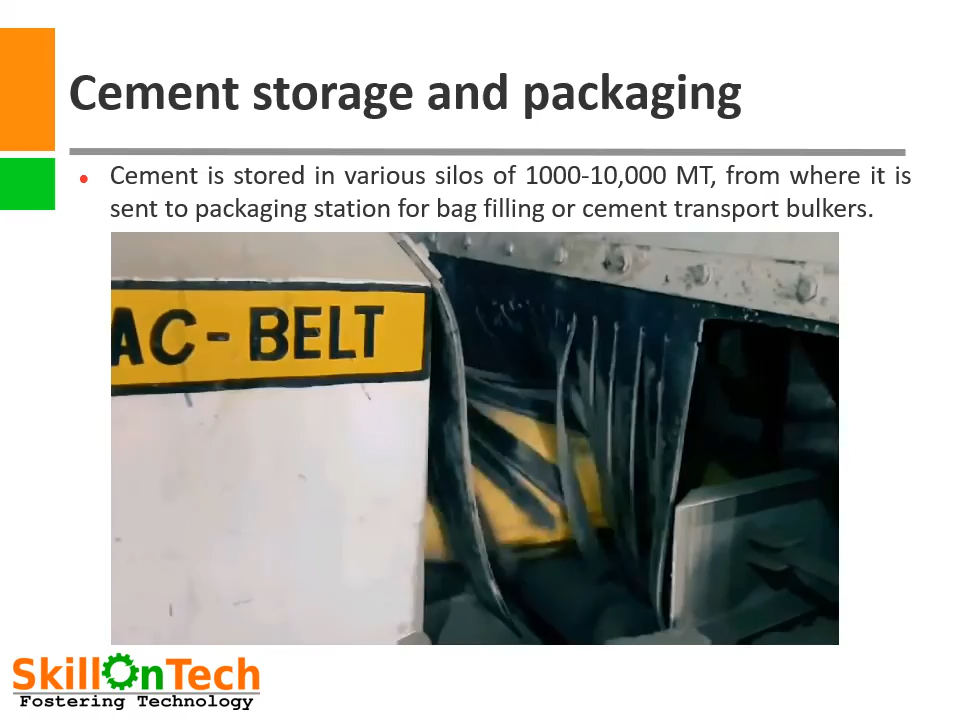 Cement storage and packaging
Cement is stored in various silos of 1000-10,000 MT, from where it is
sent to packaging station for bag filling or cement transport bulkers.
AC-BELT
SkillOnTech
Fostering Technology